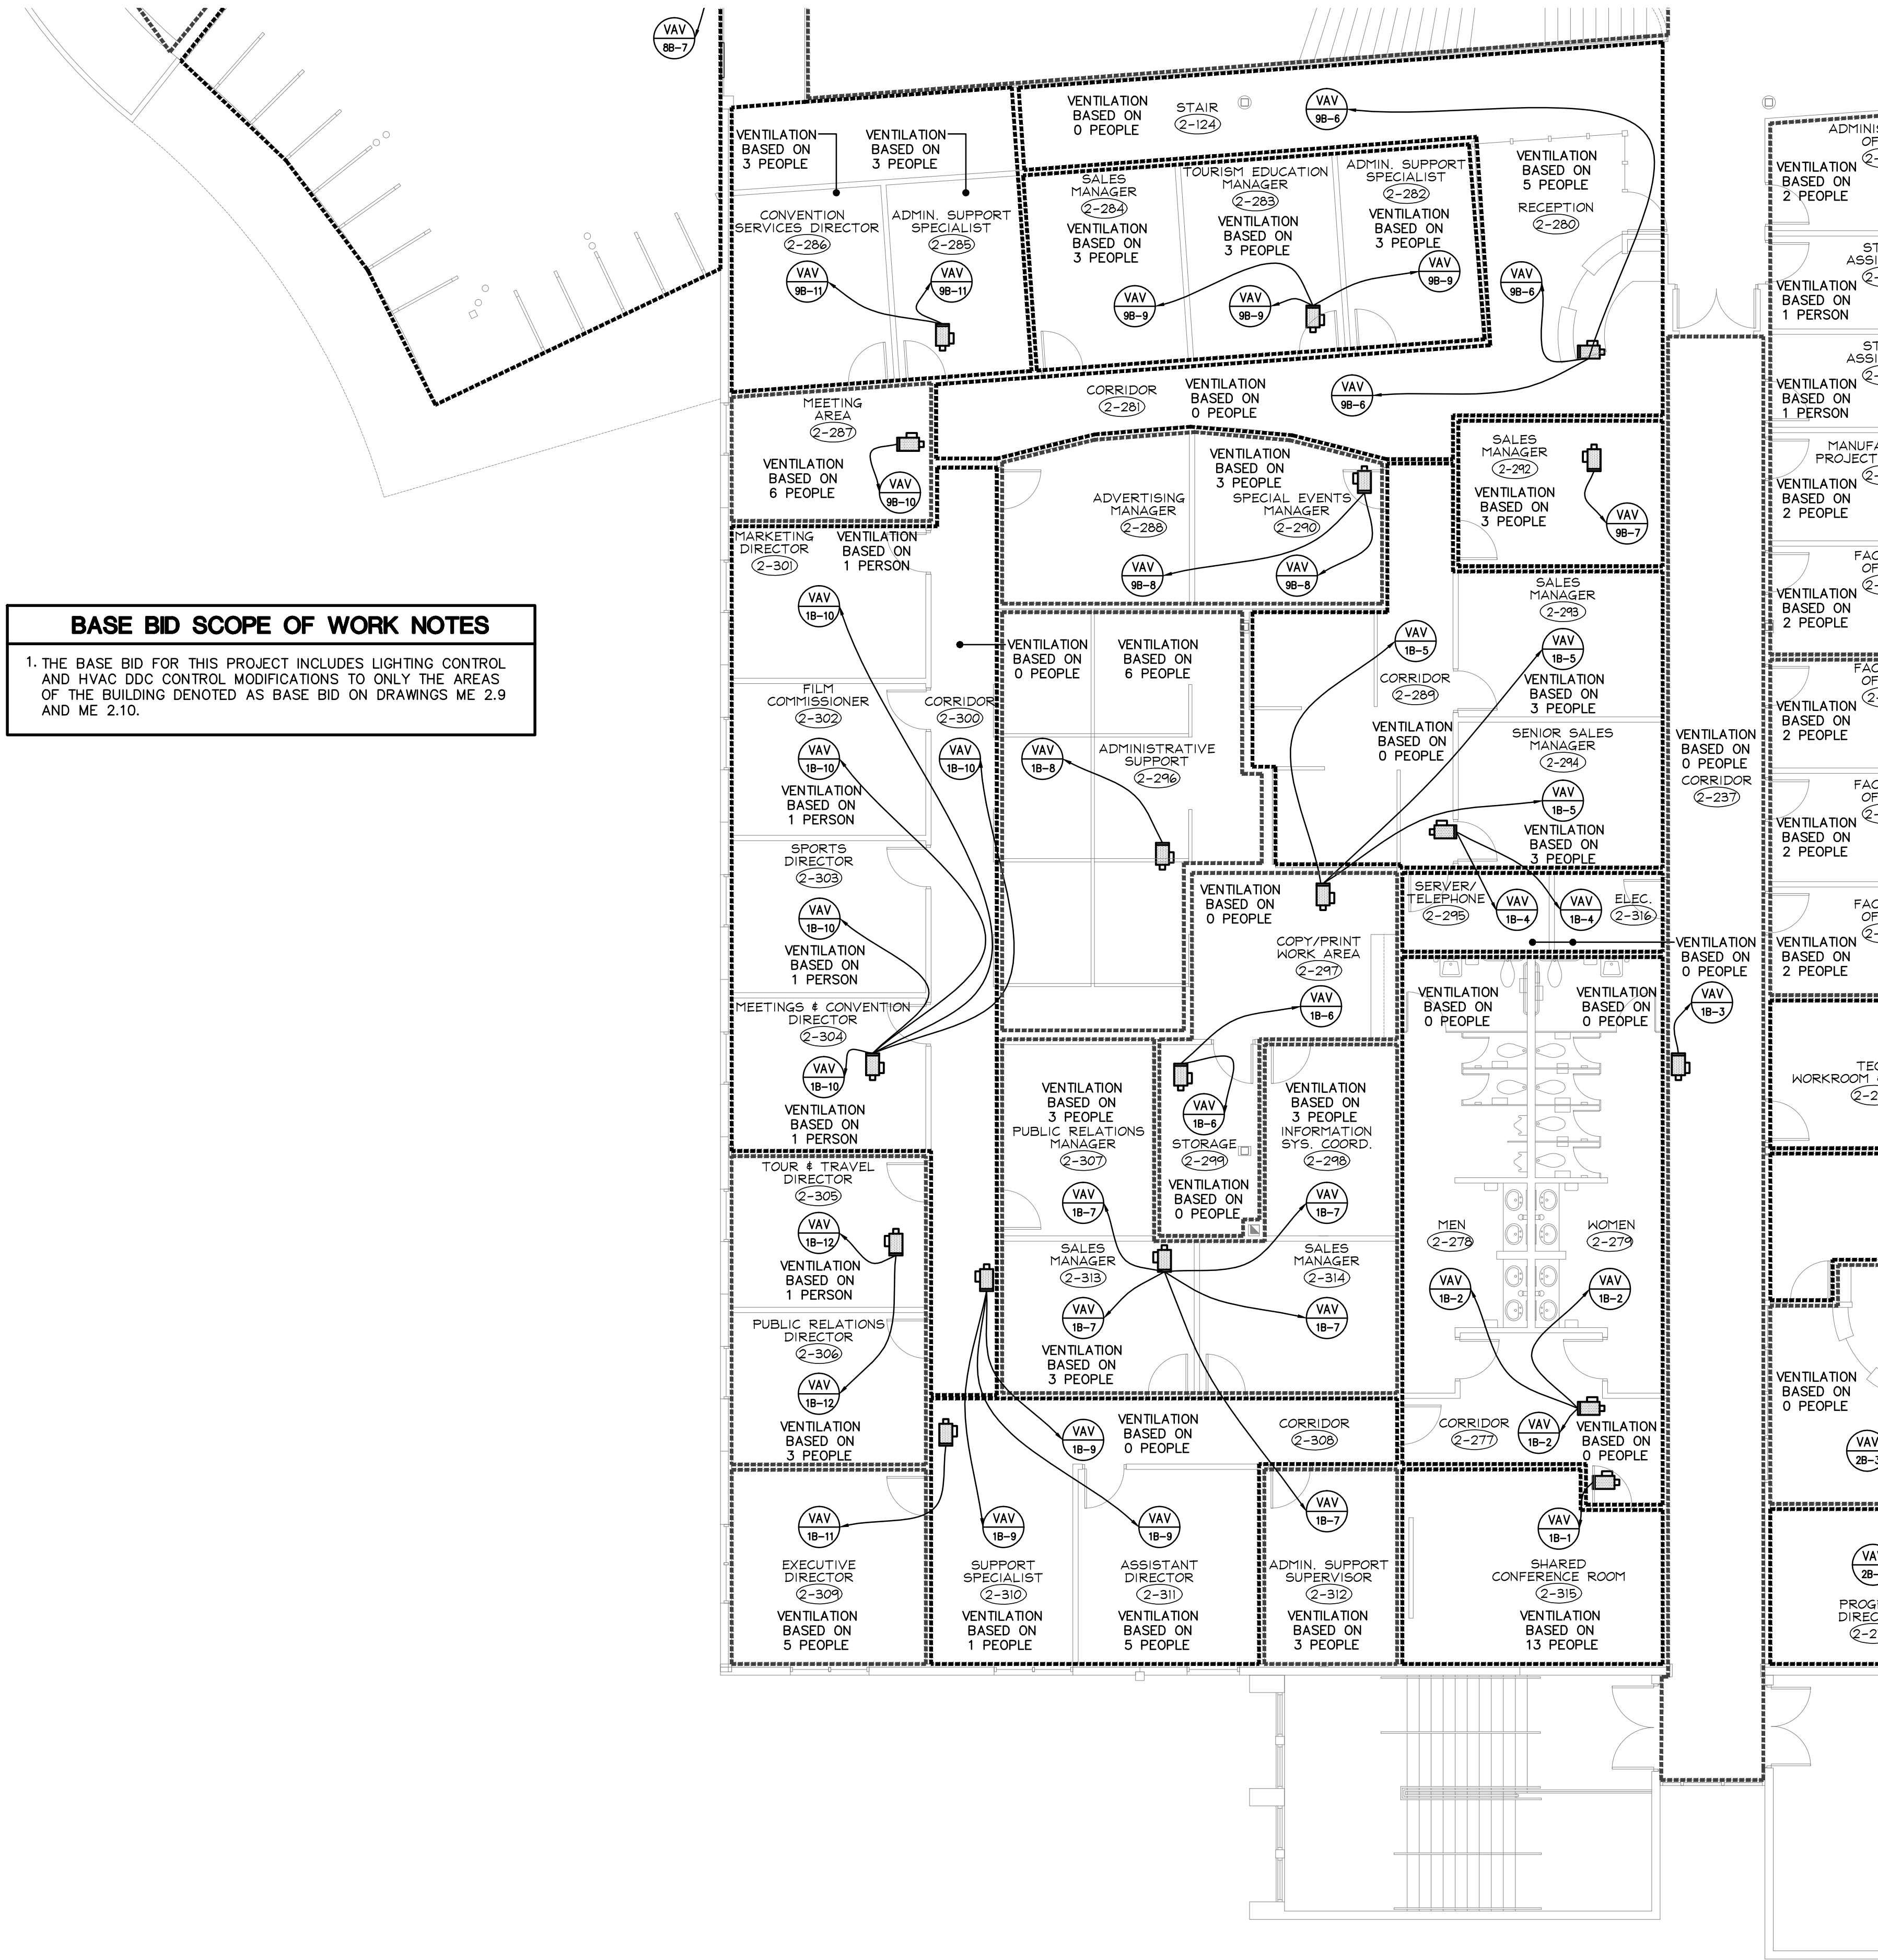 VAV
8B-7
VENTILATION
BASED ON
3 PEOPLE
VENTILATION
BASED ON
3 PEOPLE
VENTILATION
BASED ON
0 PEOPLE
STAIR
2-124
VAV
9B-6
CONVENTION
SERVICES DIRECTOR
2-286
VAV
9B-11
ADMIN. SUPPORT
SPECIALIST
2-285
VAV
9B-11
SALES
MANAGER
2-284
VENTILATION
BASED ON
3 PEOPLE
VAV
9B-9
TOURISM EDUCATION
MANAGER
2-283
VENTILATION
BASED ON
3 PEOPLE
VAV
9B-9
ADMIN. SUPPORT
SPECIALIST
2-282
VENTILATION
BASED ON
3 PEOPLE
VAV
9B-9
VENTILATION
BASED ON
5 PEOPLE
RECEPTION
2-280
VAV
9B-6
MEETING
AREA
2-287
VENTILATION
BASED ON
6 PEOPLE
VAV
9B-10
CORRIDOR
2-281
VENTILATION
BASED ON
0 PEOPLE
VAV
9B-6
ADVERTISING
MANAGER
2-288
VAV
9B-8
VENTILATION
BASED ON
3 PEOPLE
SPECIAL EVENTS
MANAGER
2-290
VAV
9B-8
SALES
MANAGER
2-292
VENTILATION
BASED ON
3 PEOPLE
VAV
9B-7
MARKETING
DIRECTOR
2-301
VENTILATION
BASED ON
1 PERSON
VAV
1B-10
BASE BID SCOPE OF WORK NOTES
1. THE BASE BID FOR THIS PROJECT INCLUDES LIGHTING CONTROL
AND HVAC DDC CONTROL MODIFICATIONS TO ONLY THE AREAS
OF THE BUILDING DENOTED AS BASE BID ON DRAWINGS ME 2.9
AND ME 2.10.
VENTILATION
BASED ON
0 PEOPLE
VENTILATION
BASED ON
6 PEOPLE
VAV
1B-5
CORRIDOR
2-289
VENTILATION
BASED ON
0 PEOPLE
SALES
MANAGER
2-293
VAV
1B-5
VENTILATION
BASED ON
3 PEOPLE
FILM
COMMISSIONER
2-302
VAV
1B-10
VENTILATION
BASED ON
1 PERSON
CORRIDOR
2-300
VAV
1B-10
VAV
1B-8
ADMINISTRATIVE
SUPPORT
2-296
SENIOR SALES
MANAGER
2-294
VAV
1B-5
VENTILATION
BASED ON
3 PEOPLE
VENTILATION
BASED ON
0 PEOPLE
CORRIDOR
2-237
SPORTS
DIRECTOR
2-303
VAV
1B-10
VENTILATION
BASED ON
1 PERSON
VENTILATION
BASED ON
0 PEOPLE
COPY/PRINT
WORK AREA
2-297
VAV
1B-6
SERVER/
TELEPHONE
2-295
VAV
1B-4
VAV
1B-4
ELEC.
2-316
VENTILATION
BASED ON
0 PEOPLE
VAV
1B-3
MEETINGS & CONVENTION
DIRECTOR
2-304
VAV
1B-10
VENTILATION
BASED ON
1 PERSON
VENTILATION
BASED ON
0 PEOPLE
VENTILATION
BASED ON
0 PEOPLE
VENTILATION
BASED ON
3 PEOPLE
PUBLIC RELATIONS
MANAGER
2-307
VAV
1B-7
VAV
1B-6
STORAGE
2-299
VENTILATION
BASED ON
0 PEOPLE
VENTILATION
BASED ON
3 PEOPLE
INFORMATION
SYS. COORD.
2-298
VAV
1B-7
TOUR & TRAVEL
DIRECTOR
2-305
VAV
1B-12
VENTILATION
BASED ON
1 PERSON
SALES
MANAGER
2-313
VAV
1B-7
VENTILATION
BASED ON
3 PEOPLE
SALES
MANAGER
2-314
VAV
1B-7
MEN
2-278
VAV
1B-2
WOMEN
2-279
VAV
1B-2
PUBLIC RELATIONS
DIRECTOR
2-306
VAV
1B-12
VENTILATION
BASED ON
3 PEOPLE
VAV
1B-9
VENTILATION
BASED ON
0 PEOPLE
CORRIDOR
2-308
CORRIDOR
2-277
VAV
1B-2
VENTILATION
BASED ON
0 PEOPLE
VAV
1B-11
EXECUTIVE
DIRECTOR
2-309
VENTILATION
BASED ON
5 PEOPLE
VAV
1B-9
SUPPORT
SPECIALIST
2-310
VENTILATION
BASED ON
1 PEOPLE
VAV
1B-9
ASSISTANT
DIRECTOR
2-311
VENTILATION
BASED ON
5 PEOPLE
VAV
1B-7
ADMIN. SUPPORT
SUPERVISOR
2-312
VENTILATION
BASED ON
3 PEOPLE
VAV
1B-1
SHARED
CONFERENCE ROOM
2-315
VENTILATION
BASED ON
13 PEOPLE
VENTILATION
BASED ON
2 PEOPLE
VENTILATION
BASED ON
1 PERSON
VENTILATION
BASED ON
1 PERSON
PROJECT
VENTILATION
BASED ON
2 PEOPLE
VENTILATION
BASED ON
2 PEOPLE
VENTILATION
BASED ON
2 PEOPLE
VENTILATION
BASED ON
2 PEOPLE
VENTILATION
BASED ON
2 PEOPLE
WORKROOM
VENTILATION
BASED ON
0 PEOPLE
VAV
2B-3